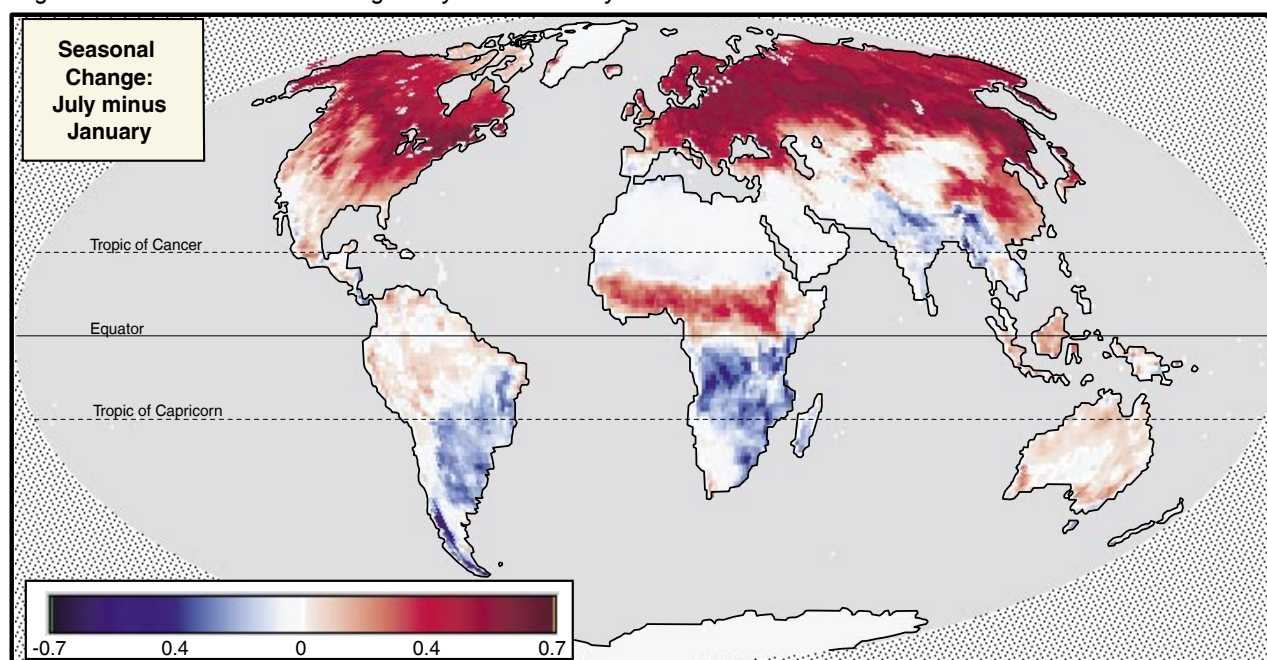 Seasonal
Change:
July minus
January
Tropic of Cancer
Equator
Tropic of Capricorn
-0.7 0.4 0 0.4 0.7